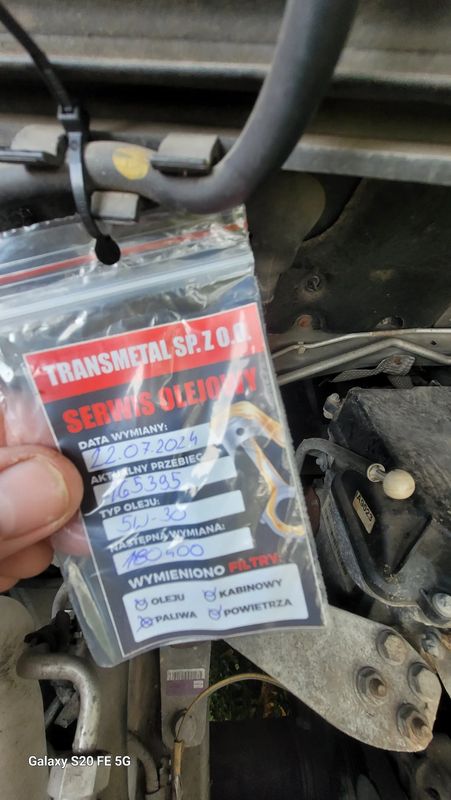 TRANSMETAL SP. Z O.O.
SERWIS OLEJOWY
DATA WYMIANY:
22.07.2024
AKTUALNY PRZEBIEG
165395
TYP OLEJU:
5W-30
NASTĘPNA WYMIANA:
180400
WYMIENIONO FILTRY:
OLEJU KABINOWY
PALIWA POWIETRZA
Galaxy S20 FE 5G